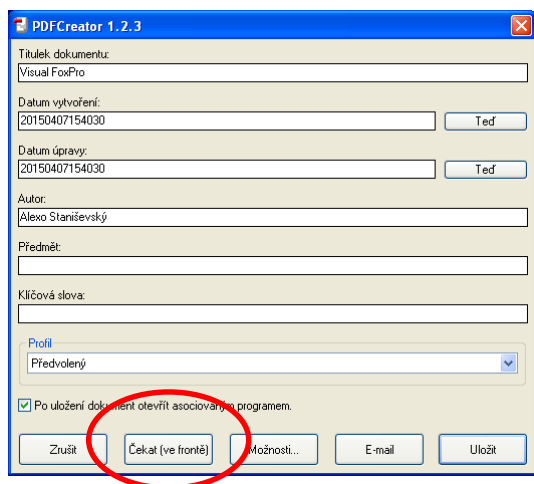 PDFCreator 1.2.3
Titulek dokumentu:
Visual FoxPro
Datum vytvoření:
20150407154030
Teď
Datum úpravy:
20150407154030
Teď
Autor:
Alexo Staniševský
Předmět:
Klíčová slova:
Profil
Předvolený
Po uložení dokument otevřít asociovaným programem.
Zrušit
Čekat (ve frontě)
Možnosti...
E-mail
Uložit